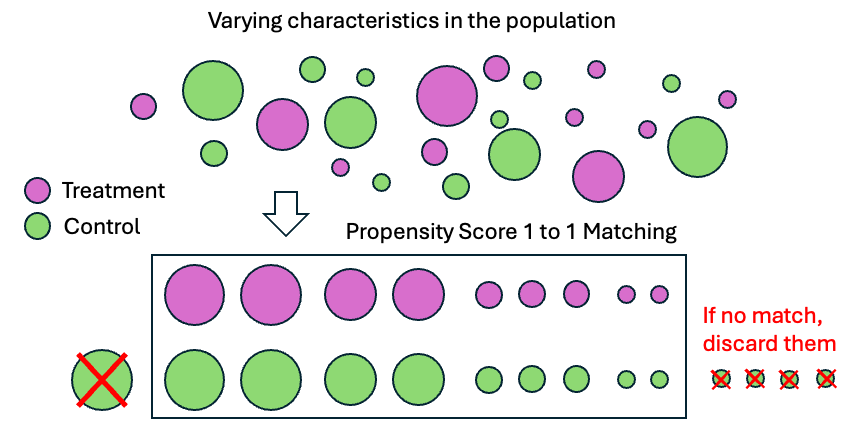 Varying characteristics in the population
Treatment
Control
Propensity Score 1 to 1 Matching
If no match,
discard them